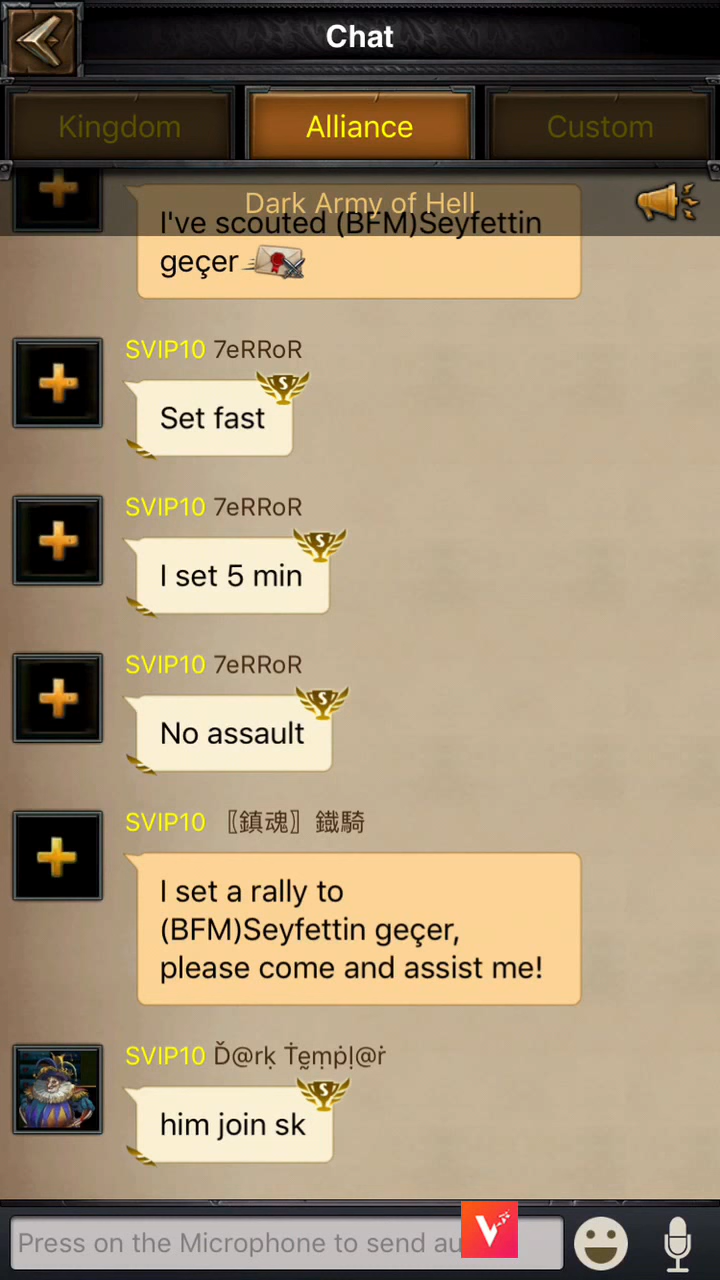 Chat
Kingdom
Alliance
Custom
Dark Army of Hell
I've scouted (BFM)Seyfettin
geçer
SVIP10 7eRRoR
Set fast
SVIP10 7eRRoR
I set 5 min
SVIP10 7eRRoR
No assault
SVIP10 〖鎮魂〗鐵騎
I set a rally to
(BFM)Seyfettin geçer,
please come and assist me!
SVIP10 Ď@rķ Ṫḛmṗļ@ṙ
him join sk
Press on the Microphone to send au